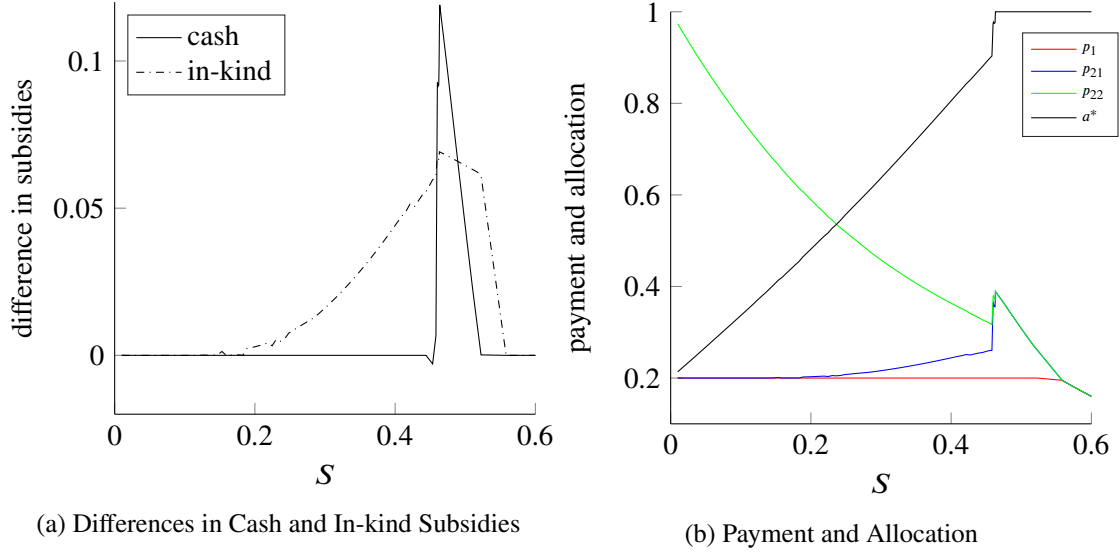 cash
in-kind
0.1
0.05
0
difference in subsidies
0
0.2
0.4
0.6
S
(a) Differences in Cash and In-kind Subsidies
1
0.8
0.6
0.4
0.2
payment and allocation
p1
p21
p22
a*
0
0.2
0.4
0.6
S
(b) Payment and Allocation